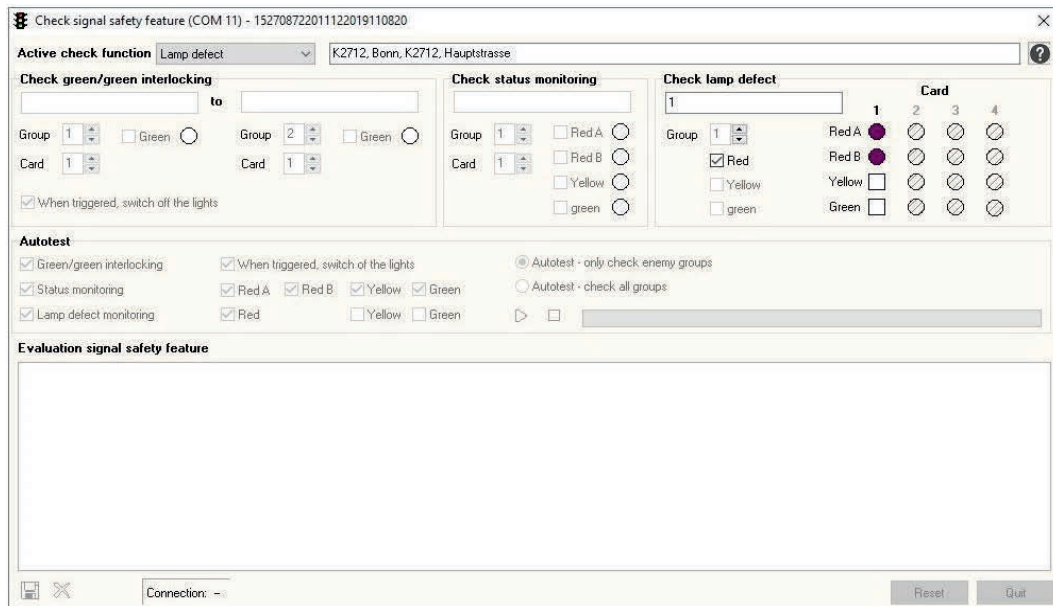 Check signal safety feature (COM 11) - 152708722011122019110820
Active check function Lamp defect K2712, Bonn, K2712, Hauptstrasse
Check green/green interlocking
to
Group 1 Green Group 2 Green
Card 1 Card 1
When triggered, switch off the lights
Check status monitoring
Group 1 Red A
Card 1 Red B
Yellow
green
Check lamp defect
1
Card
1 2 3 4
Group 1 Red A
Red Red B
Yellow Yellow
green Green
Autotest
Green/green interlocking When triggered, switch of the lights Autotest - only check enemy groups
Status monitoring Red A Red B Yellow Green Autotest - check all groups
Lamp defect monitoring Red Yellow Green
Evaluation signal safety feature
Connection: – Reset Quit